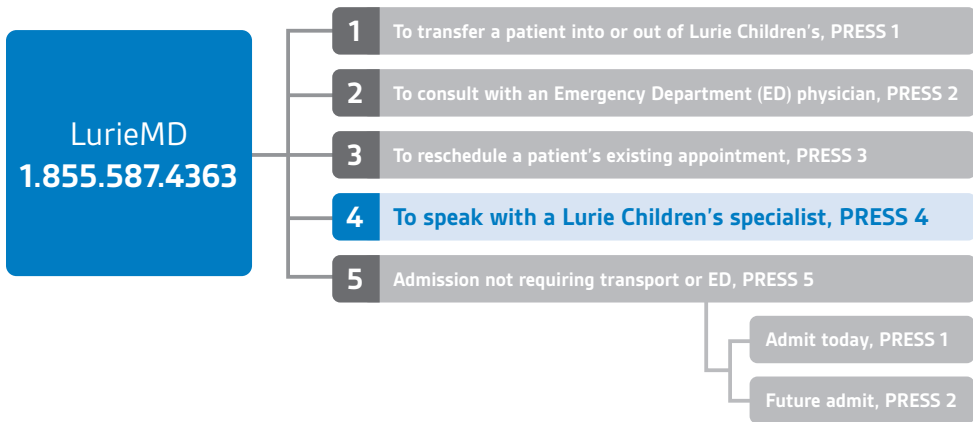 LurieMD
1.855.587.4363
1 To transfer a patient into or out of Lurie Children's, PRESS 1
2 To consult with an Emergency Department (ED) physician, PRESS 2
3 To reschedule a patient's existing appointment, PRESS 3
4 To speak with a Lurie Children's specialist, PRESS 4
5 Admission not requiring transport or ED, PRESS 5
Admit today, PRESS 1
Future admit, PRESS 2